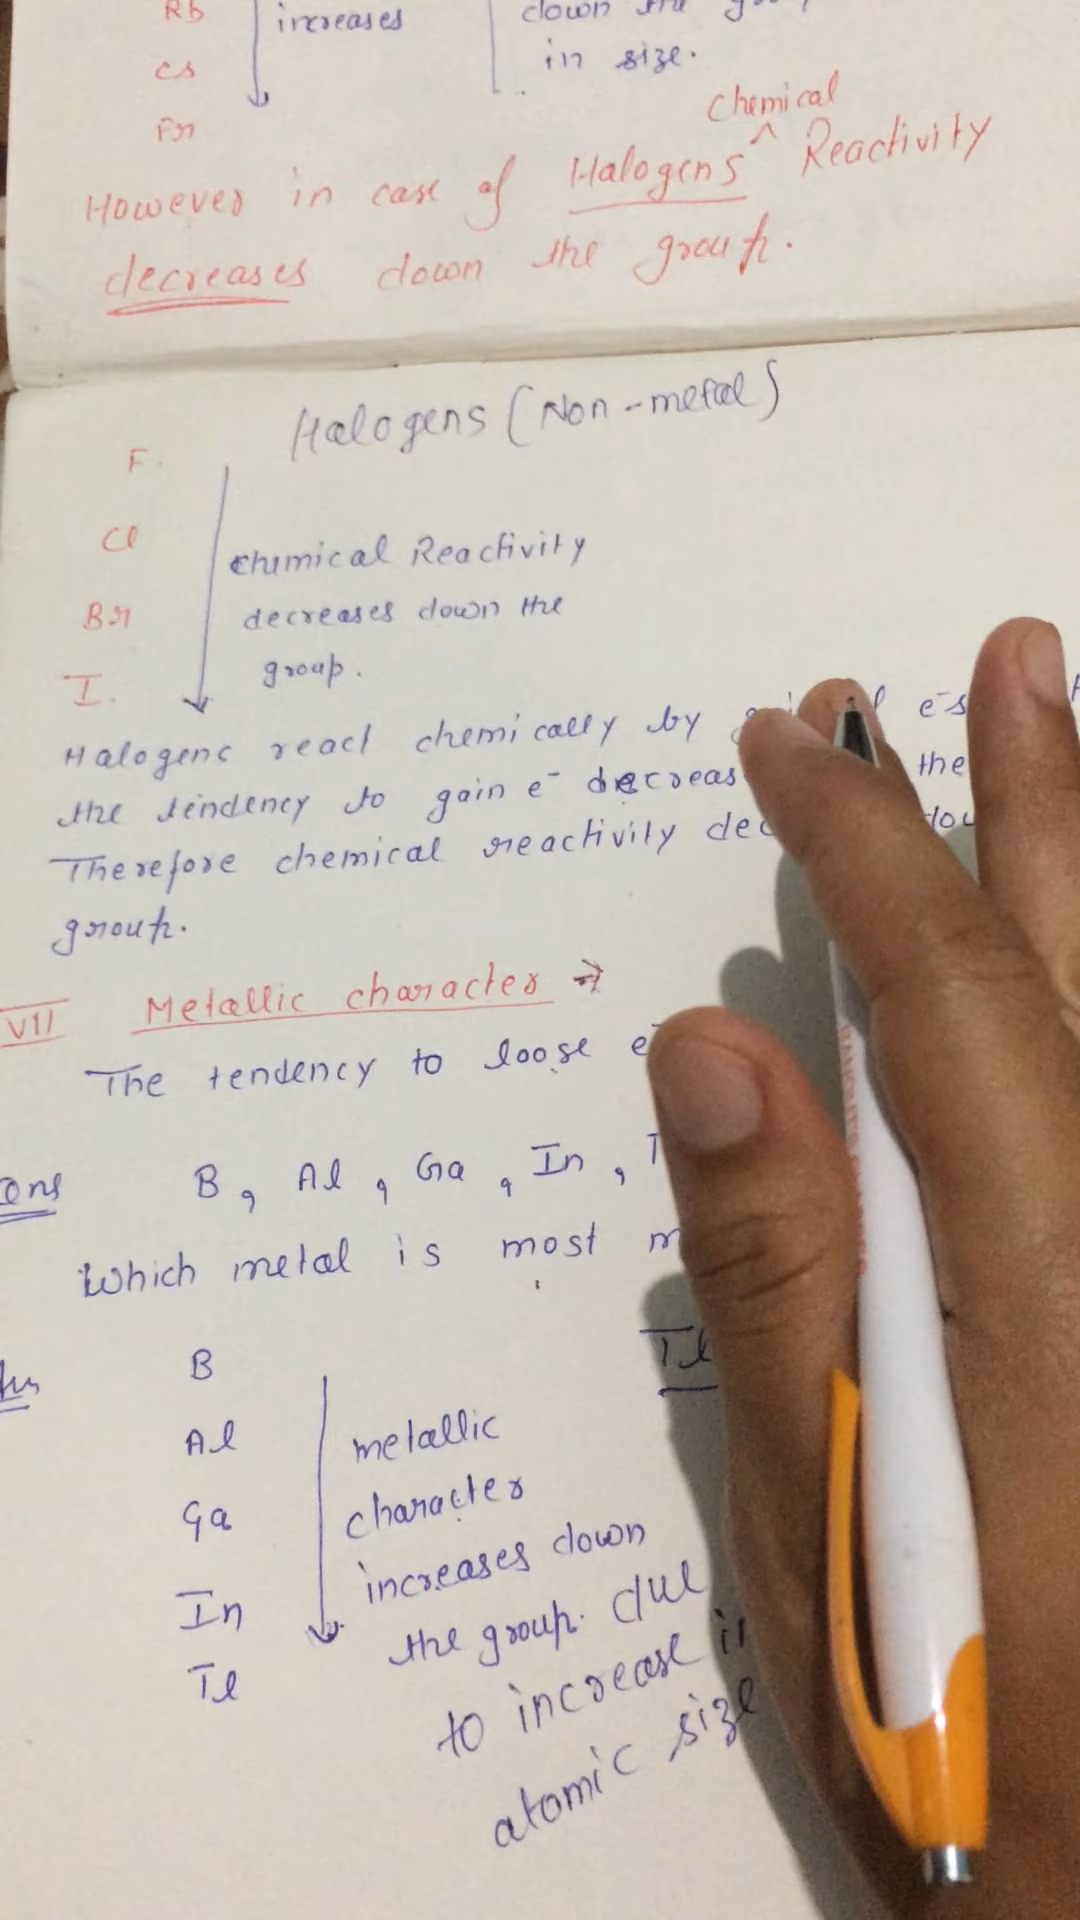 Rb
increases
down the
in size.
Cs
Fr
Chemical
However in case of Halogens ^ Reactivity
decreases down the group.
Halogens (Non-metal)
F
Cl
Br
I.
Chemical Reactivity
decreases down the
group.
Halogens react chemically by e⁻s
the tendency to gain e⁻ decreas the
Therefore chemical reactivity dec
group.
VII Metallic character →
The tendency to loose e⁻
B, Al, Ga, In, T
Which metal is most m
Tl
B
Al
Ga
In
Tl
metallic
character
increases down
the group. due
to increase in
atomic size